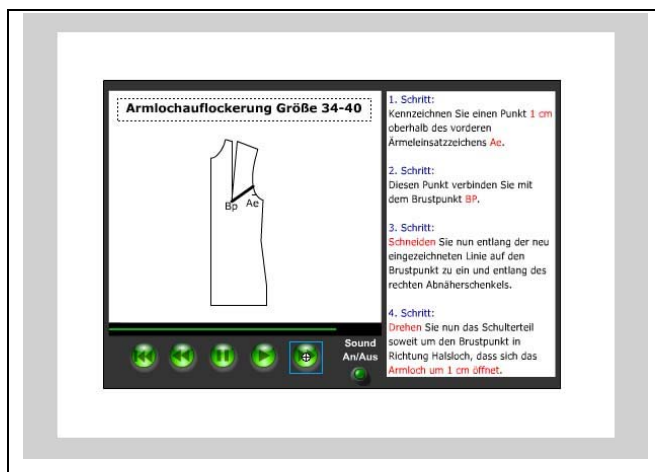 Armlochauflockerung Größe 34-40
Bp Ae
Sound
An/Aus
1. Schritt:
Kennzeichnen Sie einen Punkt 1 cm
oberhalb des vorderen
Ärmeleinsatzzeichens Ae.
2. Schritt:
Diesen Punkt verbinden Sie mit
dem Brustpunkt BP.
3. Schritt:
Schneiden Sie nun entlang der neu
eingezeichneten Linie auf den
Brustpunkt zu ein und entlang des
rechten Abnäherschenkels.
4. Schritt:
Drehen Sie nun das Schulterteil
soweit um den Brustpunkt in
Richtung Halsloch, dass sich das
Armloch um 1 cm öffnet.